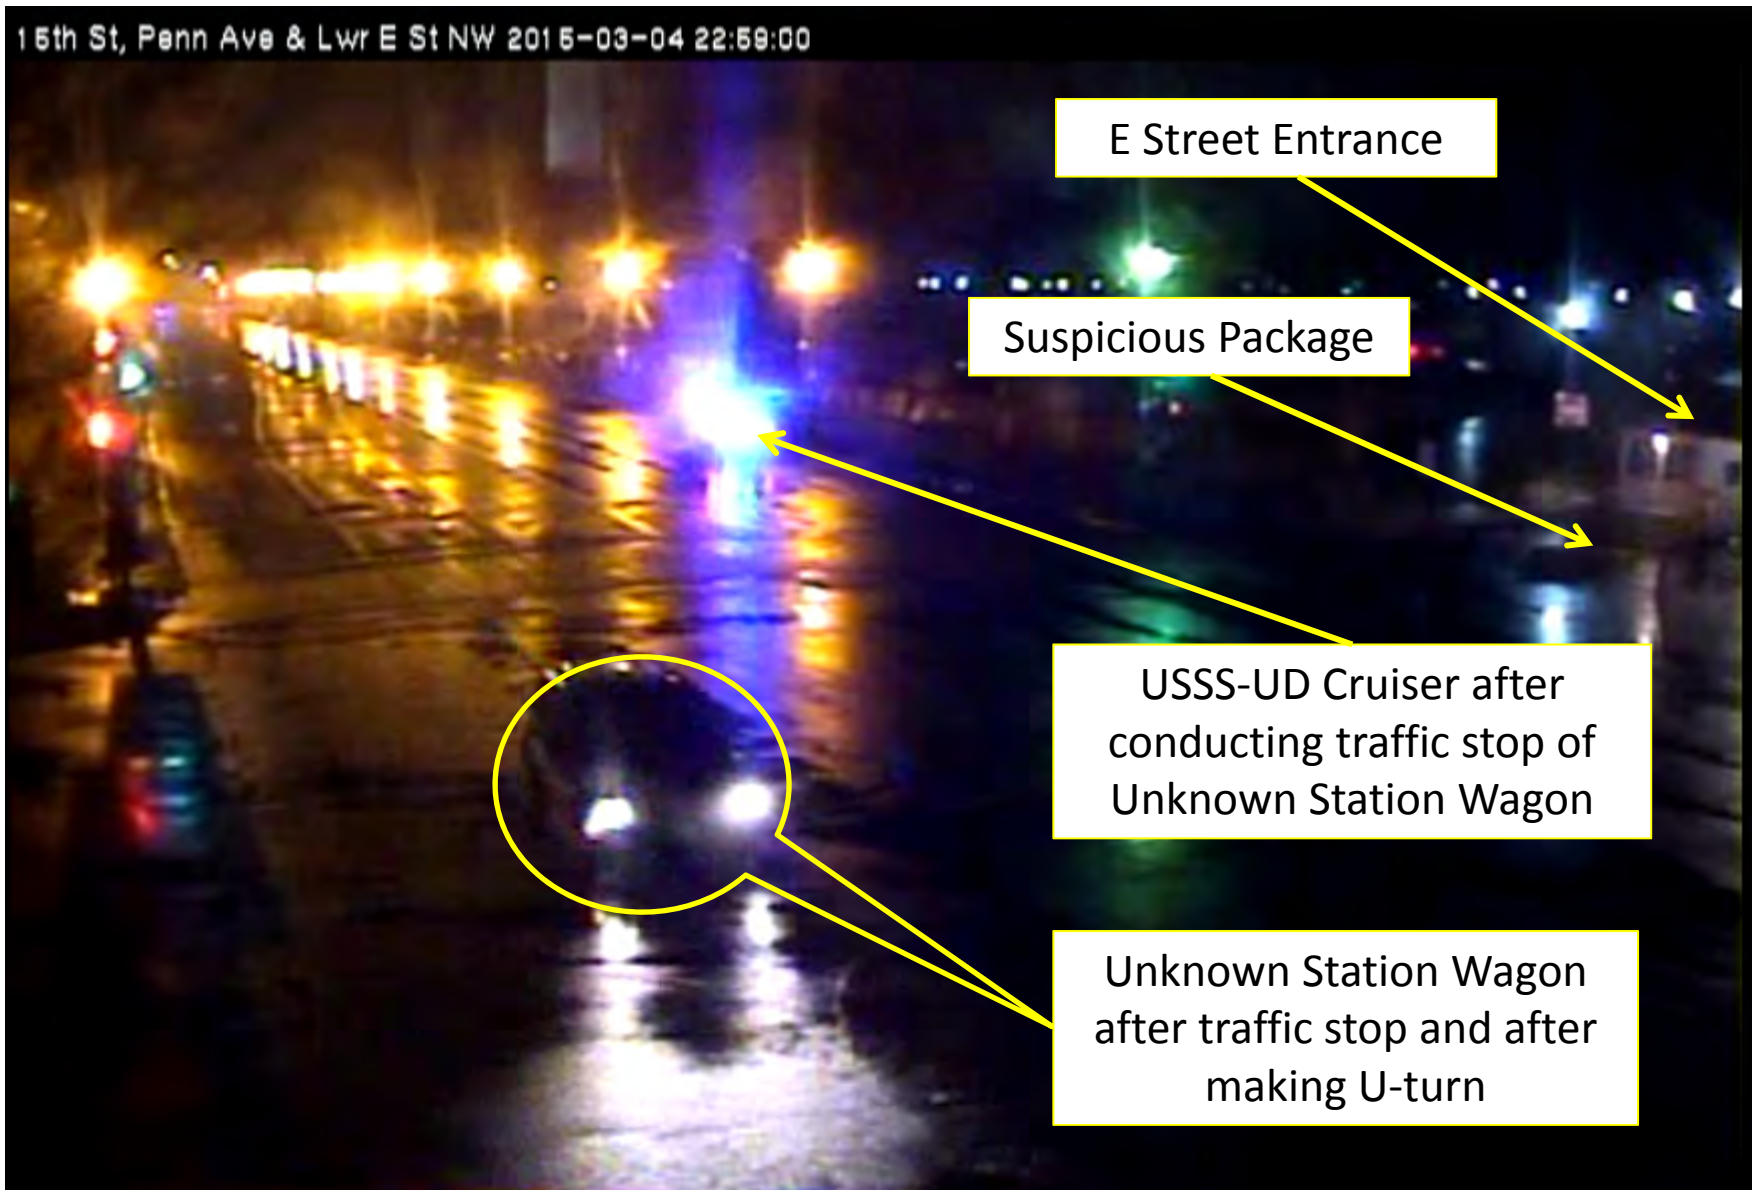 15th St, Penn Ave & Lwr E St NW 2015-03-04 22:59:00
E Street Entrance
Suspicious Package
USSS-UD Cruiser after
conducting traffic stop of
Unknown Station Wagon
Unknown Station Wagon
after traffic stop and after
making U-turn